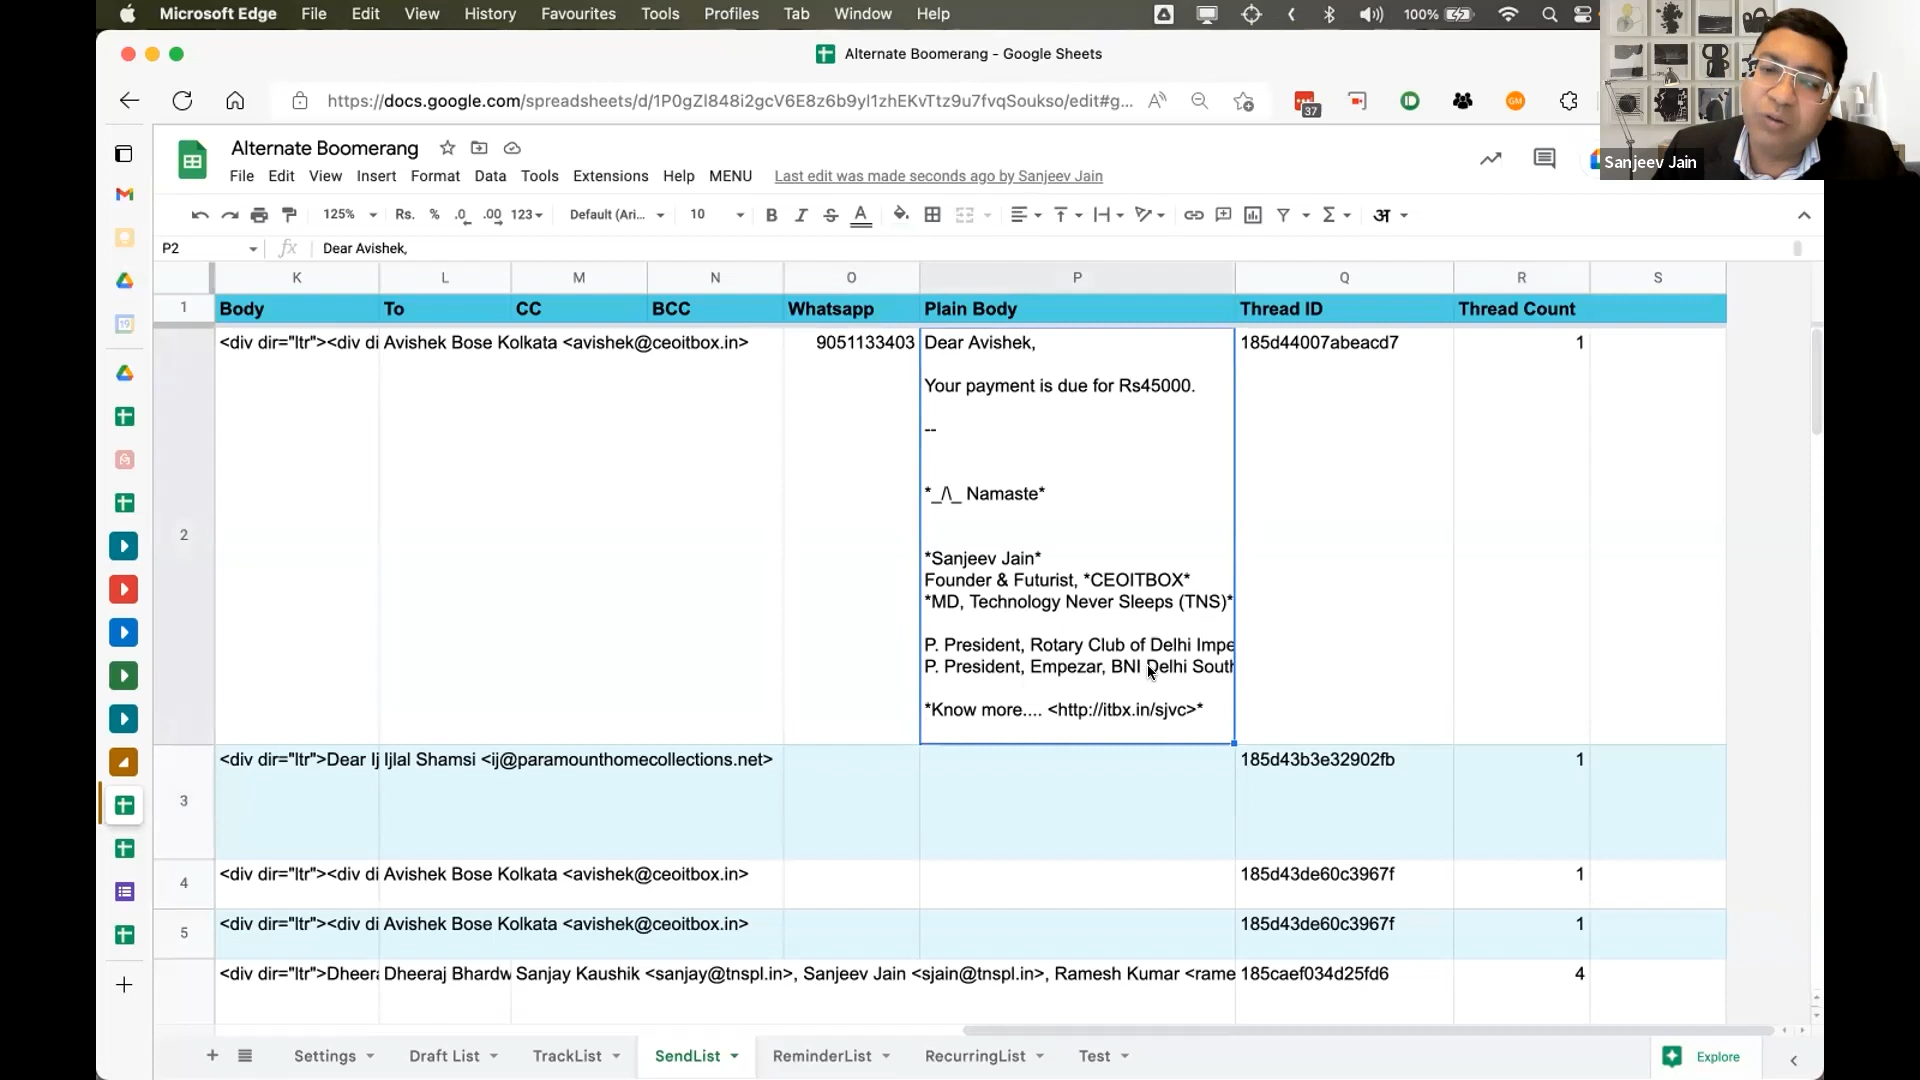 Microsoft Edge File Edit View History Favourites Tools Profiles Tab Window Help 100%
Alternate Boomerang - Google Sheets
https://docs.google.com/spreadsheets/d/1P0gZl848i2gcV6E8z6b9yl1zhEKvTtz9u7fvqSoukso/edit#g...
37
GM
Sanjeev Jain
Alternate Boomerang
File Edit View Insert Format Data Tools Extensions Help MENU Last edit was made seconds ago by Sanjeev Jain
125% Rs. % .0 .00 123 Default (Ari... 10 B I S A अ
P2 fx Dear Avishek,
K L M N O P Q R S
1 Body To CC BCC Whatsapp Plain Body Thread ID Thread Count
2 <div dir="ltr"><div di Avishek Bose Kolkata <avishek@ceoitbox.in> 9051133403 Dear Avishek, 185d44007abeacd7 1
Your payment is due for Rs45000.
--
*_/\_ Namaste*
*Sanjeev Jain*
Founder & Futurist, *CEOITBOX*
*MD, Technology Never Sleeps (TNS)*
P. President, Rotary Club of Delhi Impe
P. President, Empezar, BNI Delhi South
*Know more.... <http://itbx.in/sjvc>*
3 <div dir="ltr">Dear Ij Ijlal Shamsi <ij@paramounthomecollections.net> 185d43b3e32902fb 1
4 <div dir="ltr"><div di Avishek Bose Kolkata <avishek@ceoitbox.in> 185d43de60c3967f 1
5 <div dir="ltr"><div di Avishek Bose Kolkata <avishek@ceoitbox.in> 185d43de60c3967f 1
<div dir="ltr">Dheera Dheeraj Bhardw Sanjay Kaushik <sanjay@tnspl.in>, Sanjeev Jain <sjain@tnspl.in>, Ramesh Kumar <rame 185caef034d25fd6 4
Settings Draft List TrackList SendList ReminderList RecurringList Test Explore
19